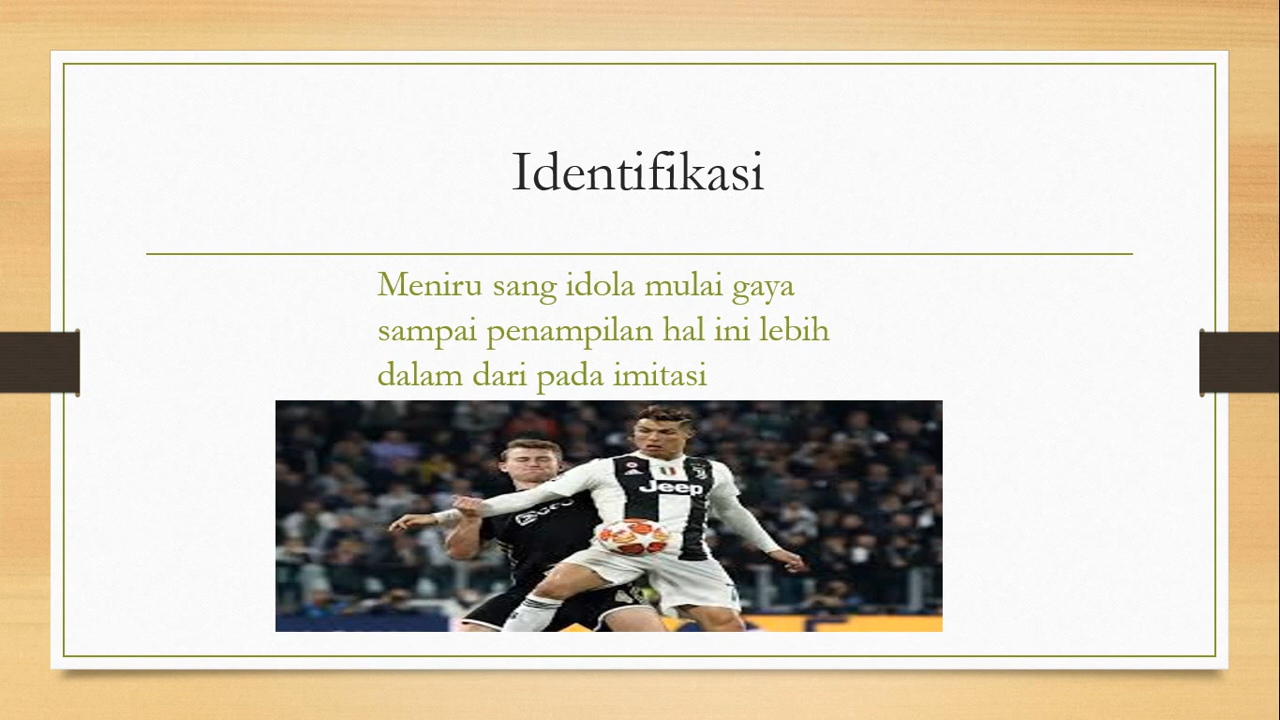 Identifikasi
Meniru sang idola mulai gaya
sampai penampilan hal ini lebih
dalam dari pada imitasi
Jeep